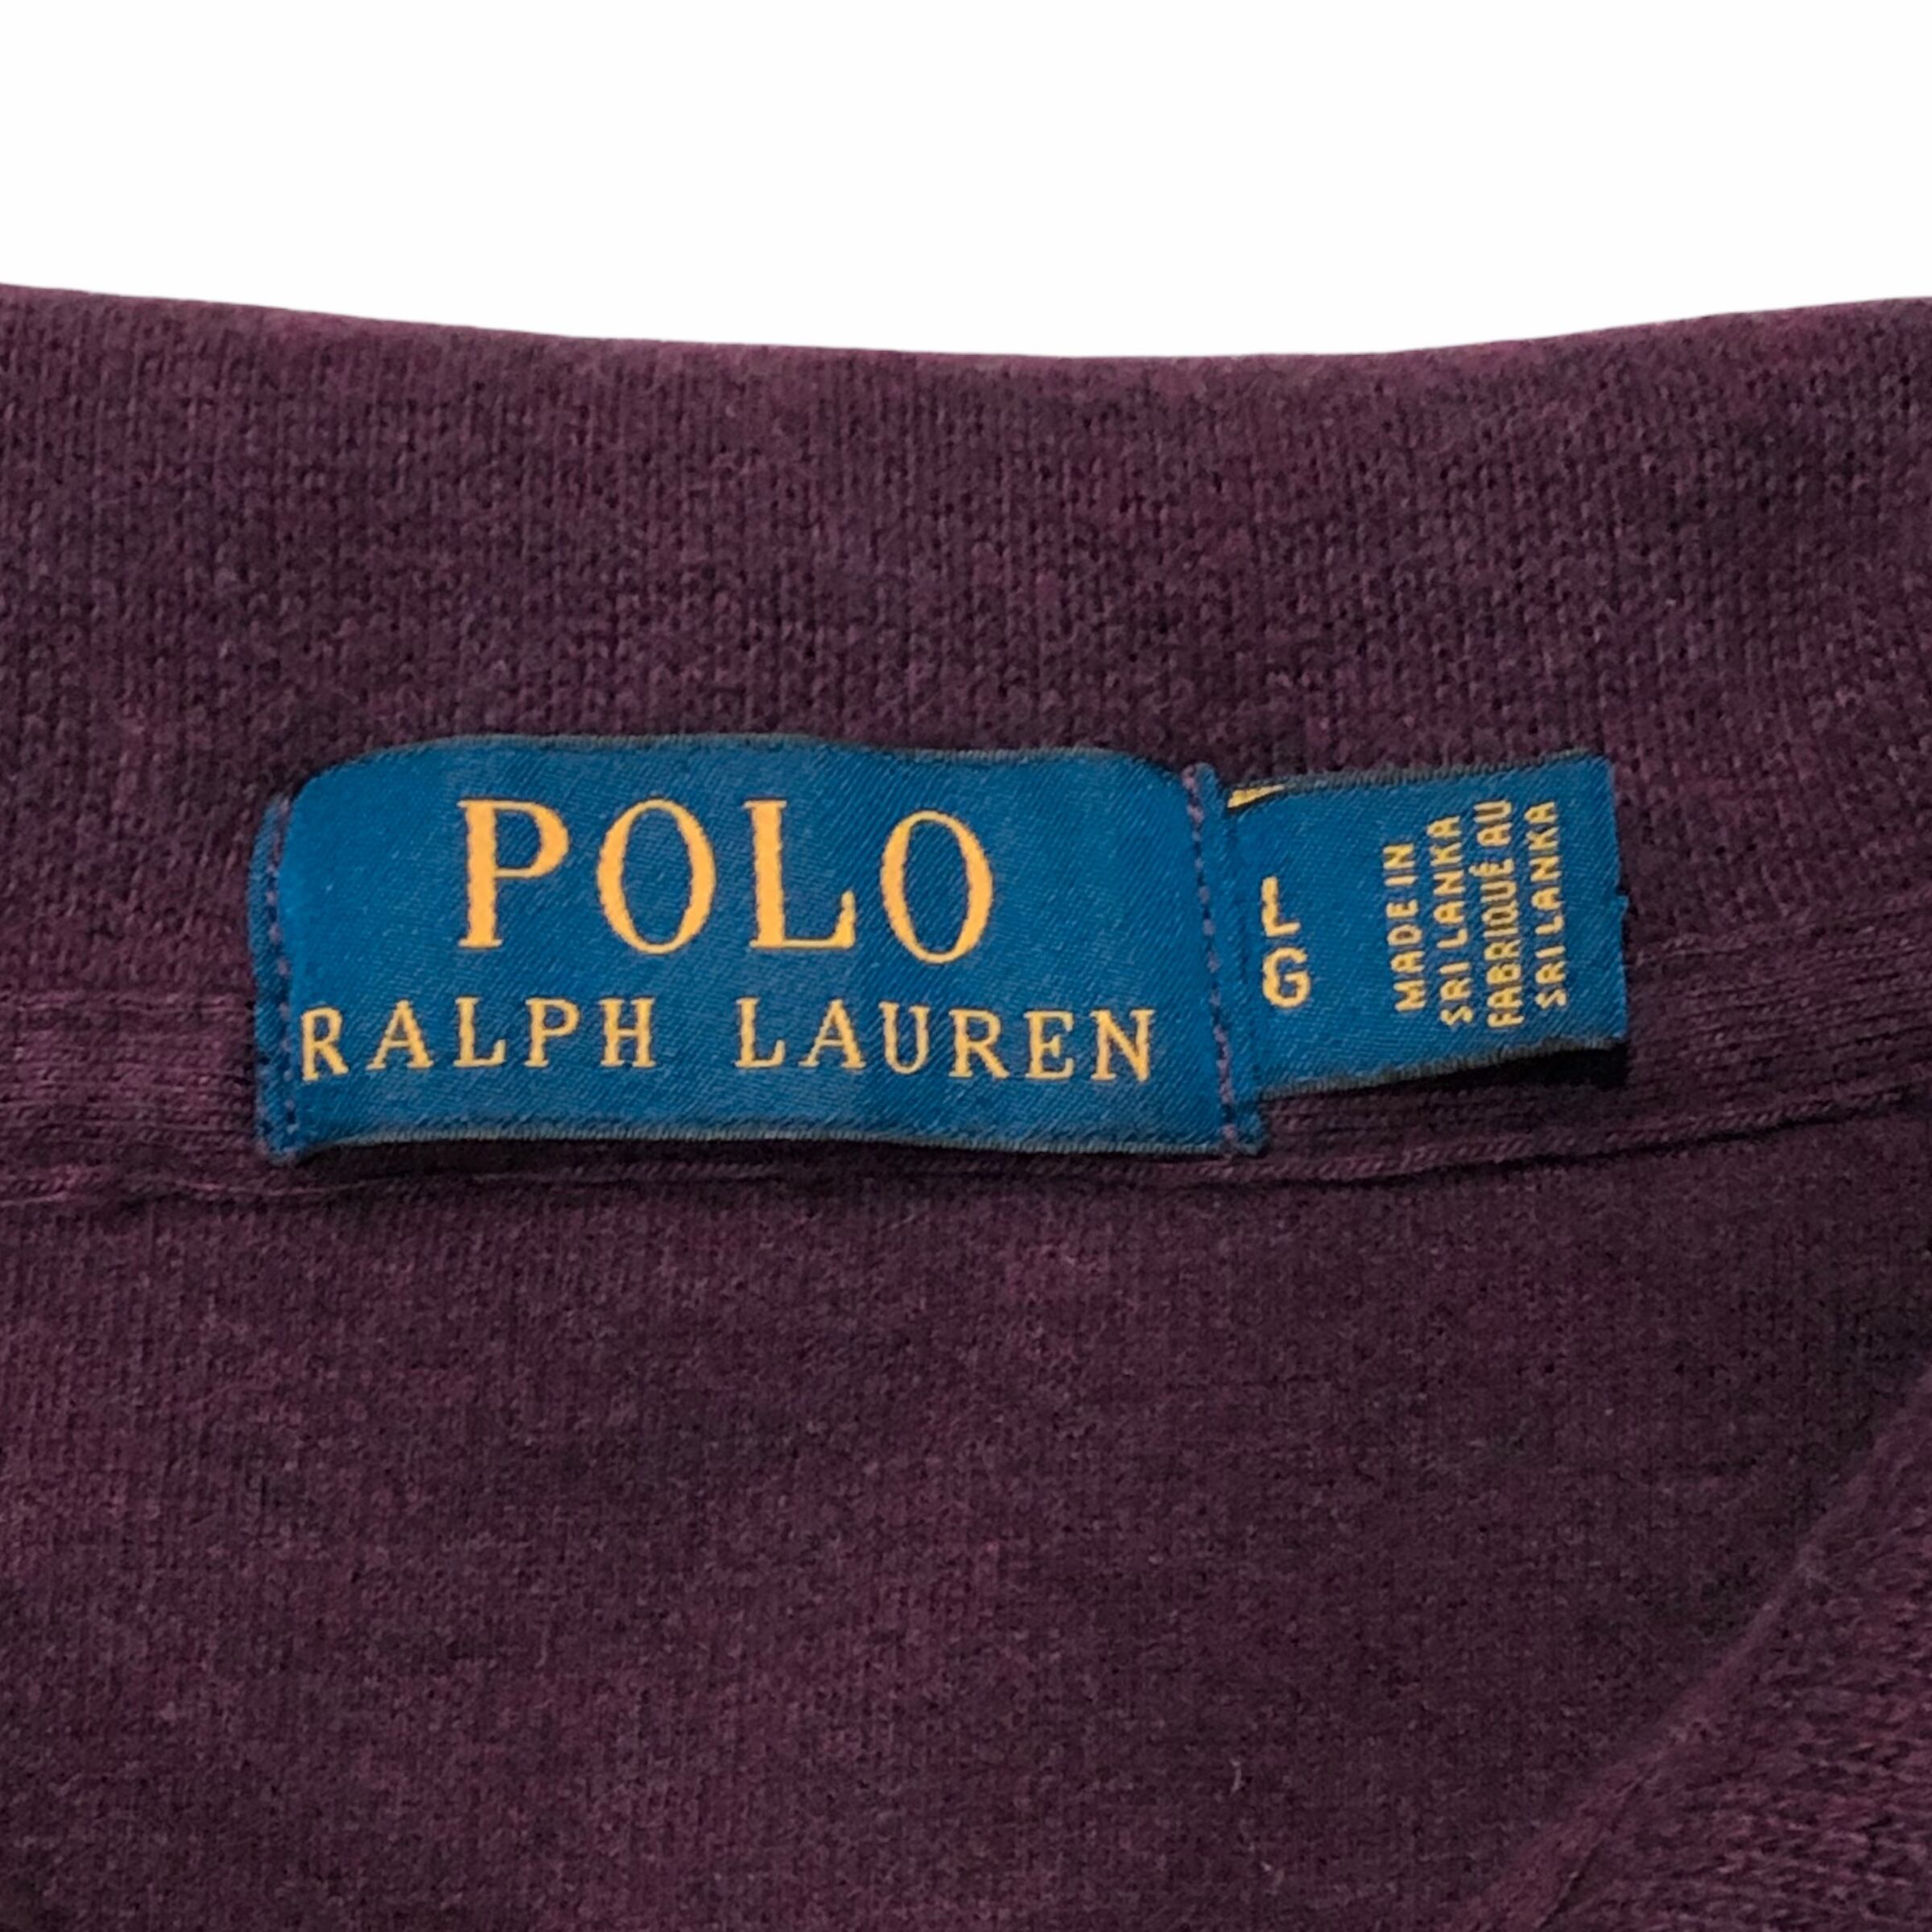 POLO
RALPH LAUREN
L
G
MADE IN
SRI LANKA
FABRIQUÉ AU
SRI LANKA